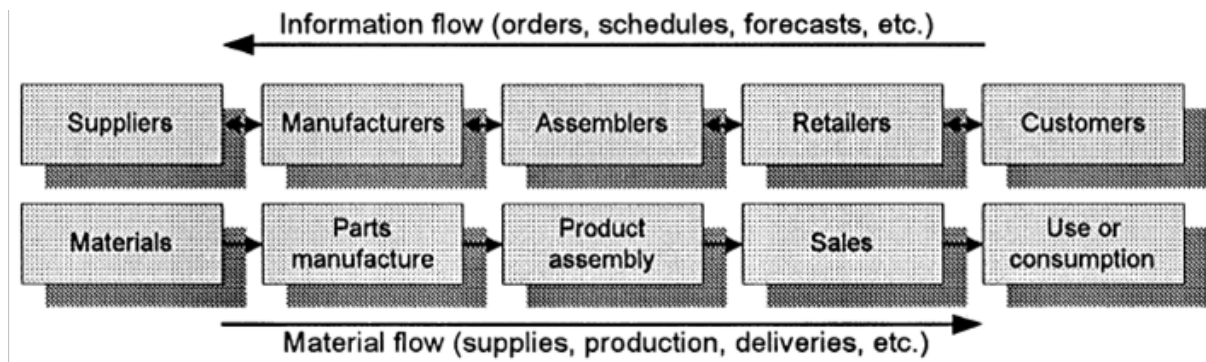 Information flow (orders, schedules, forecasts, etc.)
Suppliers
Manufacturers
Assemblers
Retailers
Customers
Materials
Parts
manufacture
Product
assembly
Sales
Use or
consumption
Material flow (supplies, production, deliveries, etc.)